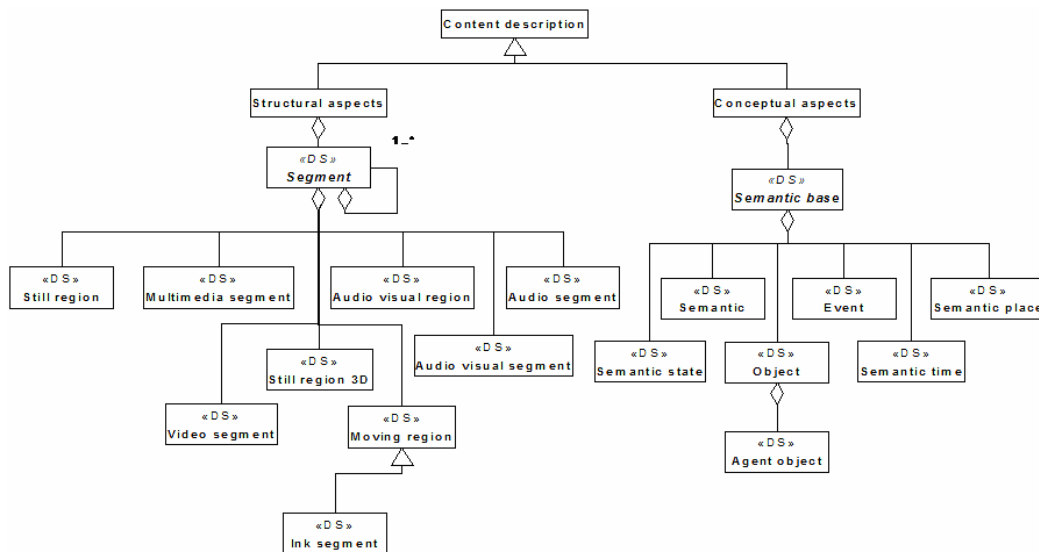 Content description
Structural aspects
Conceptual aspects
1..*
«DS»
Segment
«DS»
Semantic base
«DS»
Still region
«DS»
Multimedia segment
«DS»
Audio visual region
«DS»
Audio segment
«DS»
Semantic
«DS»
Event
«DS»
Semantic place
«DS»
Still region 3D
«DS»
Audio visual segment
«DS»
Semantic state
«DS»
Object
«DS»
Semantic time
«DS»
Video segment
«DS»
Moving region
«DS»
Agent object
«DS»
Ink segment